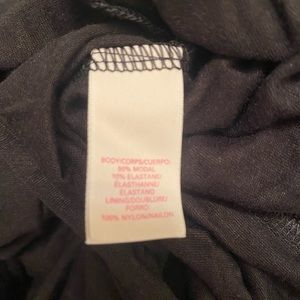 BODY/CORPS/CUERPO:
90% MODAL
10% ELASTANE/
ELASTHANNE/
ELASTANO
LINING/DOUBLURE/
FORRO:
100% NYLON/NAILON